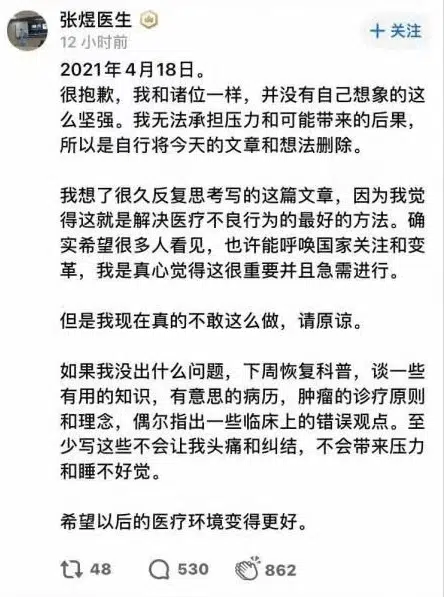 张煜医生
12 小时前
+ 关注
2021年4月18日。
很抱歉，我和诸位一样，并没有自己想象的这
么坚强。我无法承担压力和可能带来的后果，
所以是自行将今天的文章和想法删除。
我想了很久反复思考写的这篇文章，因为我觉
得这就是解决医疗不良行为的最好的方法。确
实希望很多人看见，也许能呼唤国家关注和变
革，我是真心觉得这很重要并且急需进行。
但是我现在真的不敢这么做，请原谅。
如果我没出什么问题，下周恢复科普，谈一些
有用的知识，有意思的病历，肿瘤的诊疗原则
和理念，偶尔指出一些临床上的错误观点。至
少写这些不会让我头痛和纠结，不会带来压力
和睡不好觉。
希望以后的医疗环境变得更好。
48 530 862